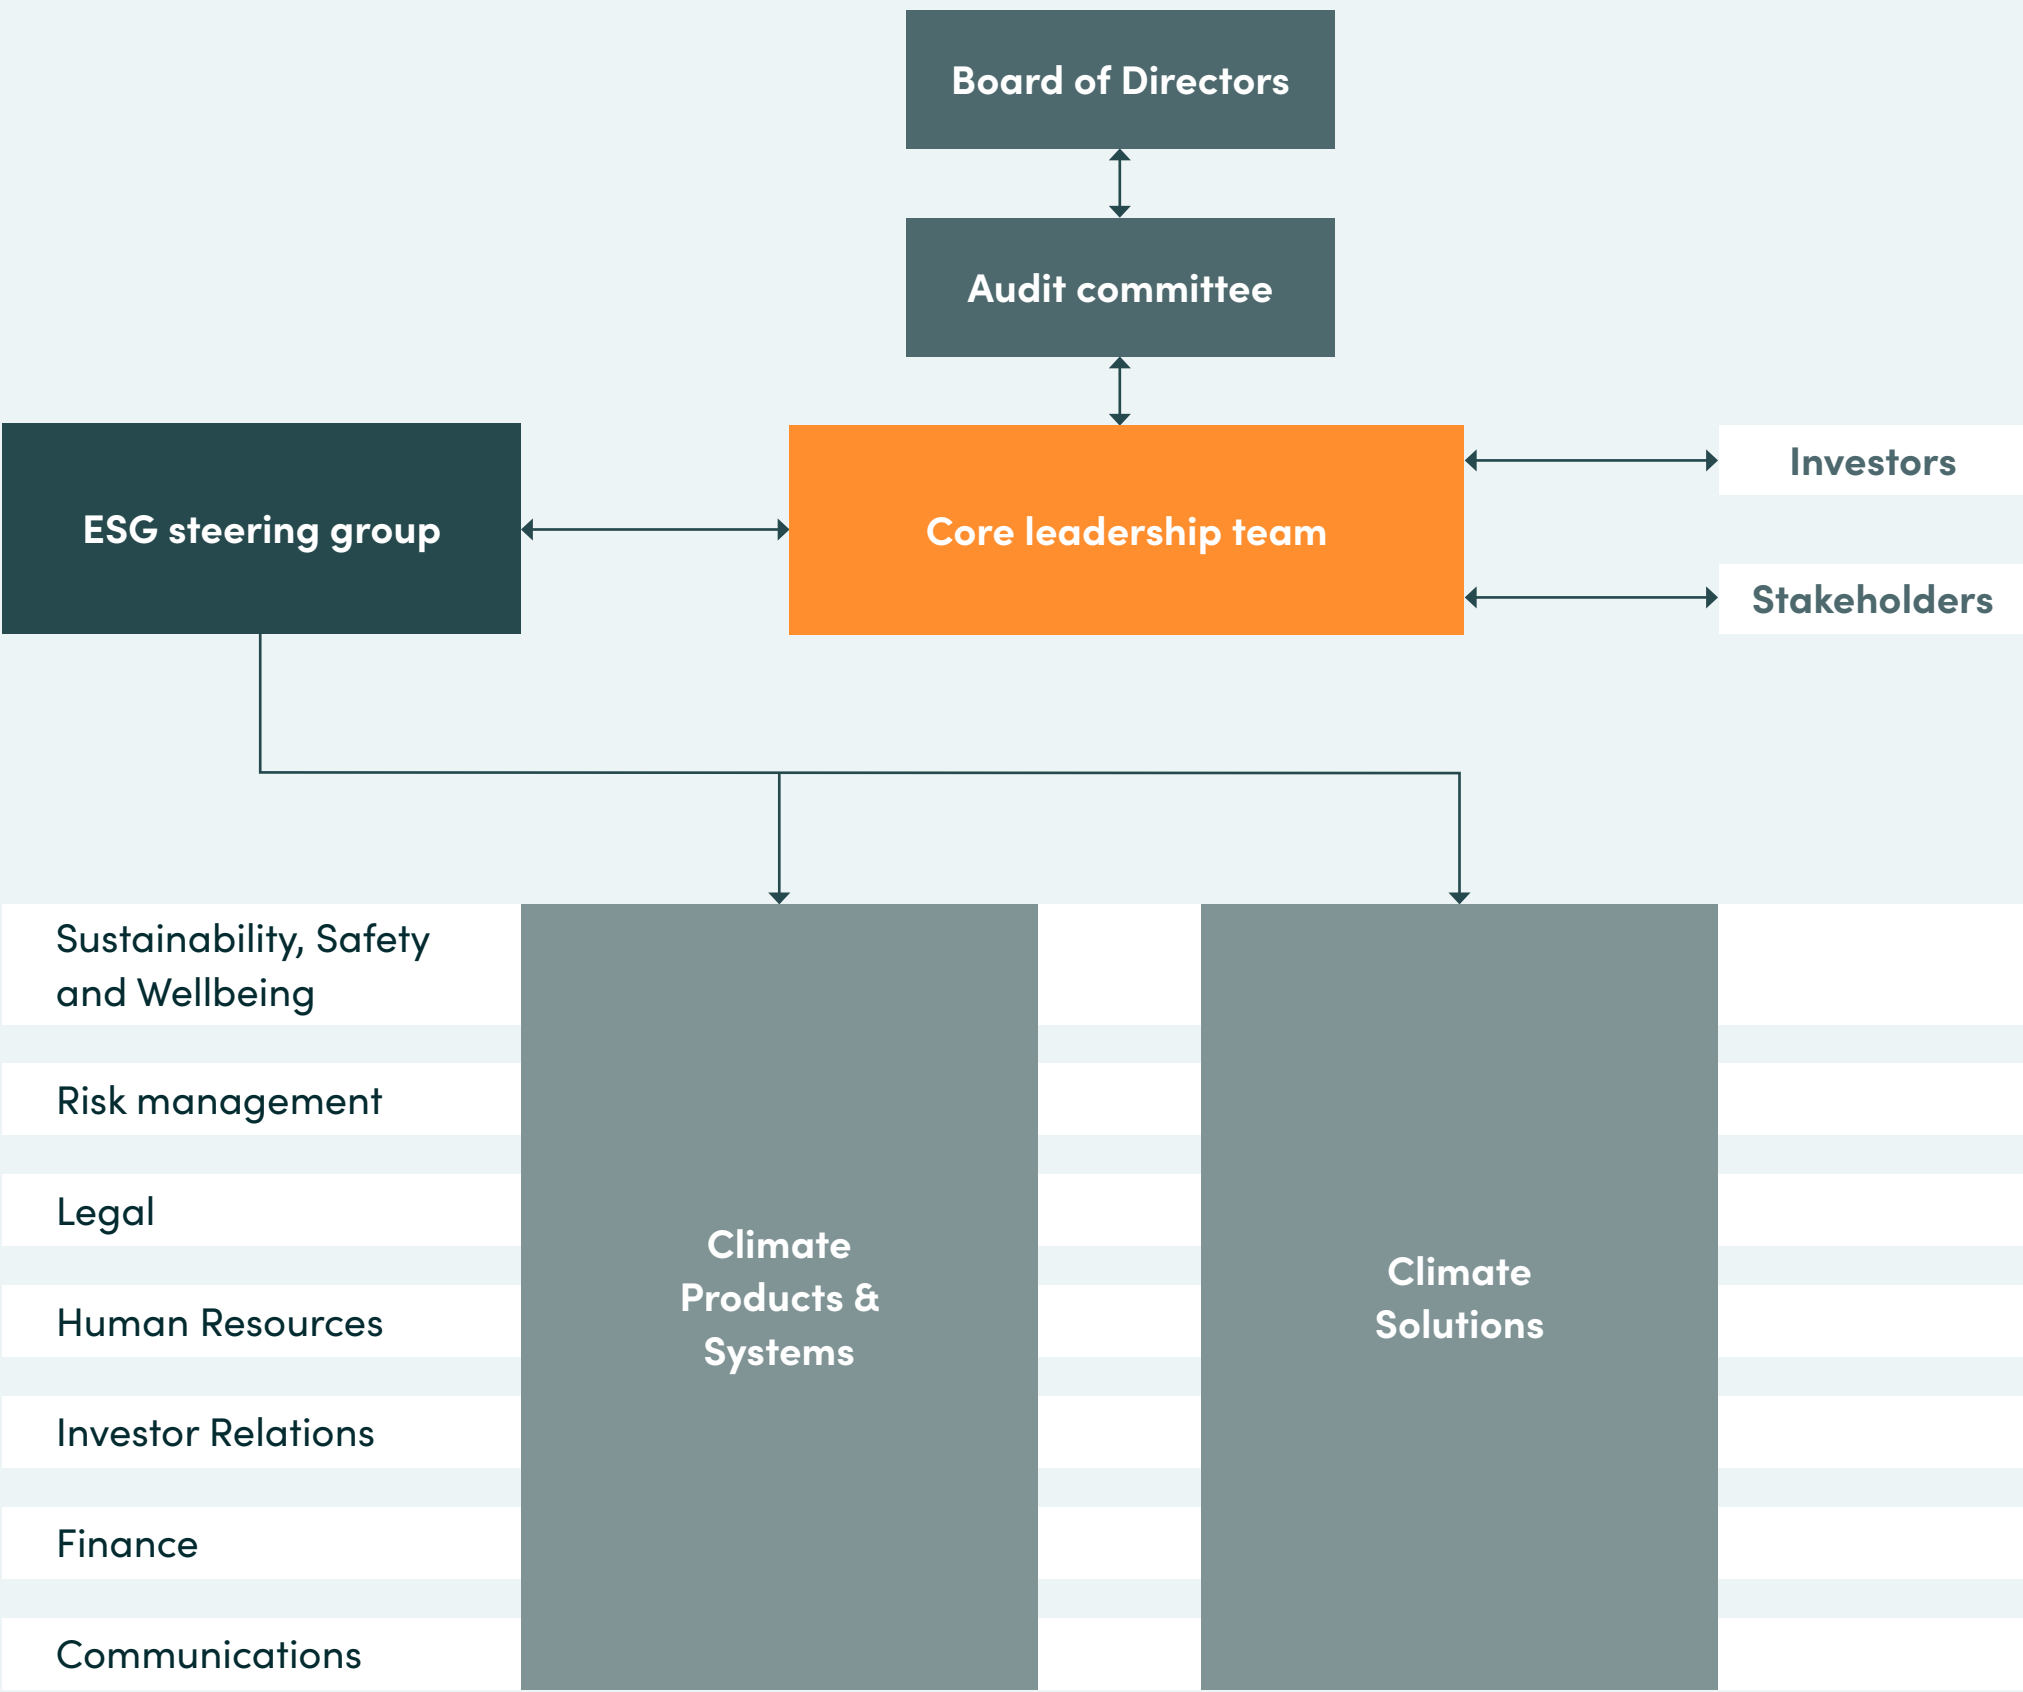 Board of Directors
Audit committee
ESG steering group
Core leadership team
Investors
Stakeholders
Sustainability, Safety
and Wellbeing
Risk management
Legal
Human Resources
Investor Relations
Finance
Communications
Climate
Products &
Systems
Climate
Solutions